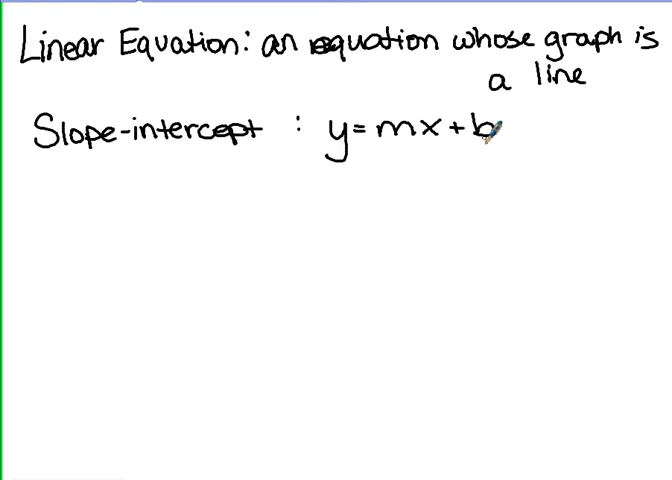 Linear Equation: an equation whose graph is
a line
Slope-intercept : y = mx + b